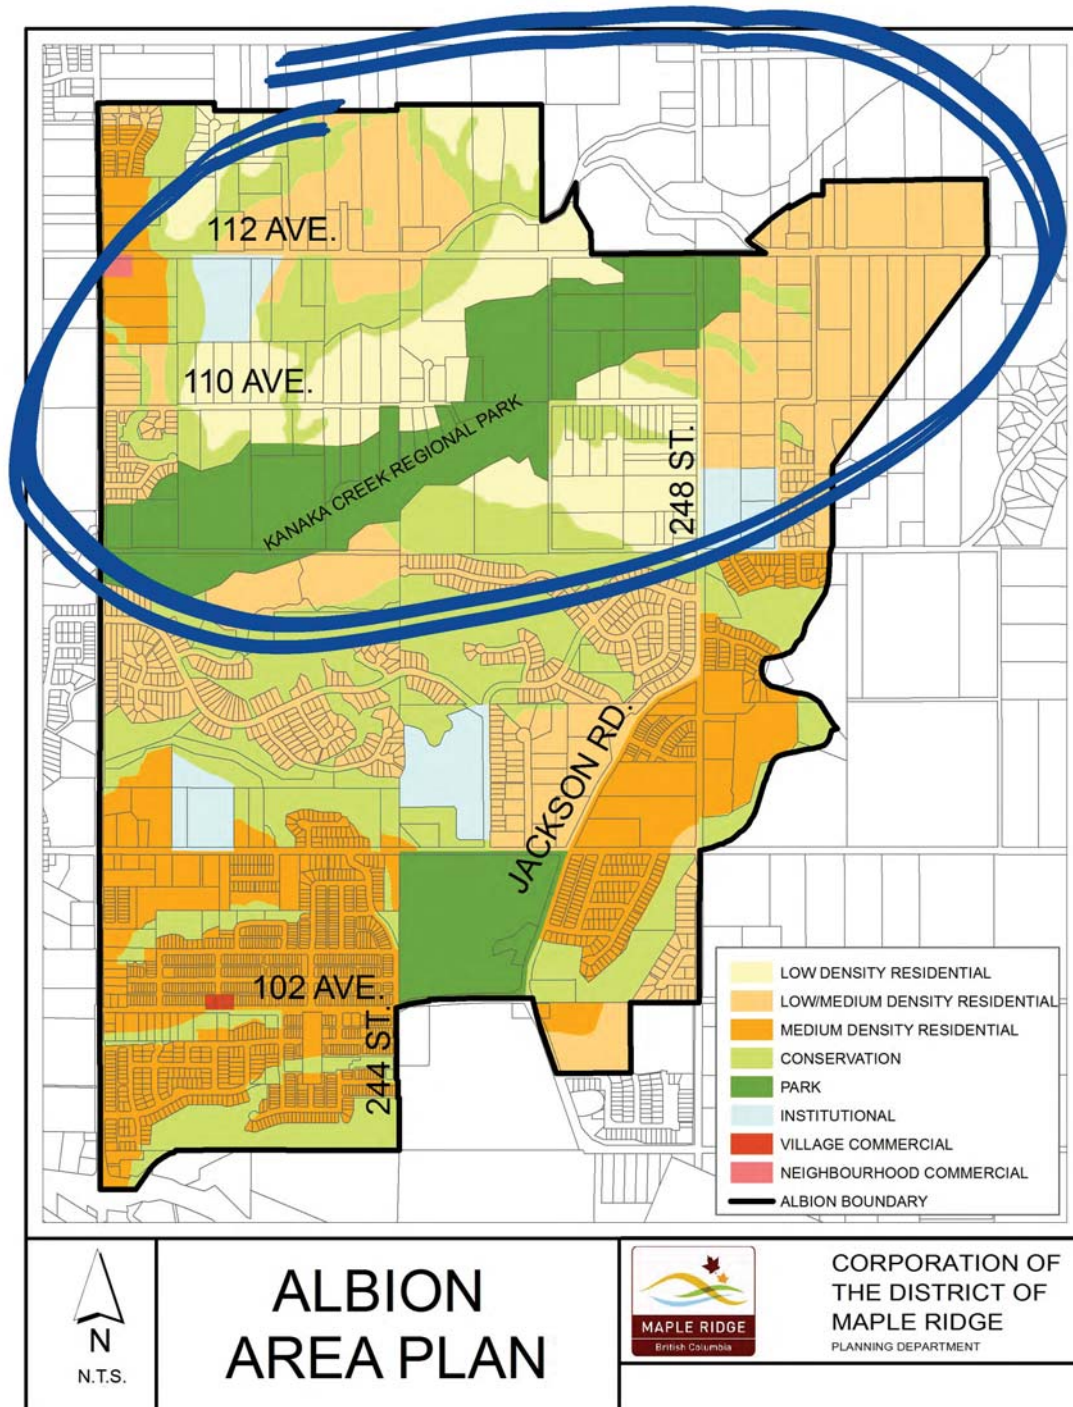 112 AVE.
110 AVE.
KANAKA CREEK REGIONAL PARK
248 ST.
JACKSON RD.
102 AVE.
244 ST.
LOW DENSITY RESIDENTIAL
LOW/MEDIUM DENSITY RESIDENTIAL
MEDIUM DENSITY RESIDENTIAL
CONSERVATION
PARK
INSTITUTIONAL
VILLAGE COMMERCIAL
NEIGHBOURHOOD COMMERCIAL
ALBION BOUNDARY
N
N.T.S.
ALBION
AREA PLAN
MAPLE RIDGE
British Columbia
CORPORATION OF
THE DISTRICT OF
MAPLE RIDGE
PLANNING DEPARTMENT